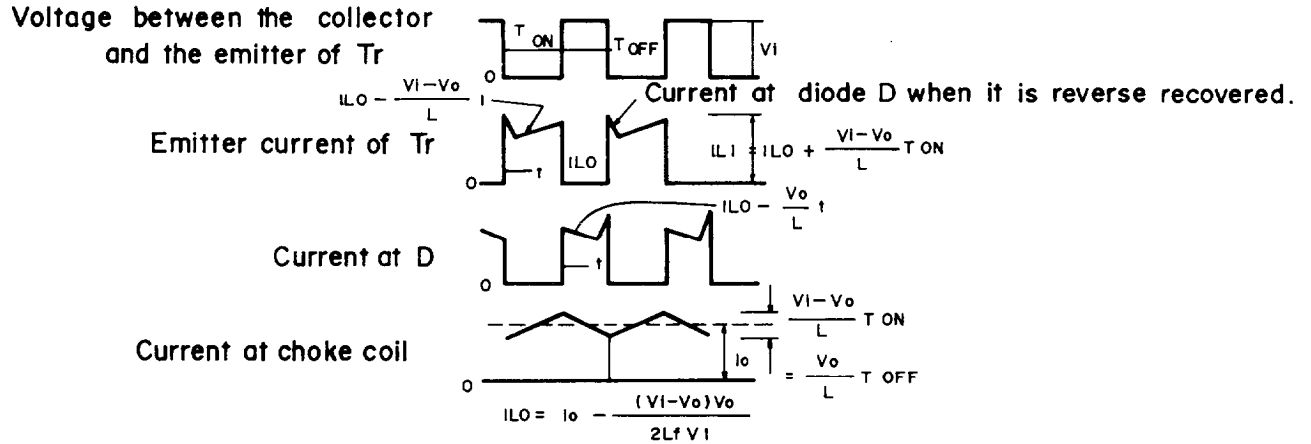 Voltage between the collector
and the emitter of Tr
T ON
T OFF
Vi
0
ILO - Vi-Vo / L t
Current at diode D when it is reverse recovered.
Emitter current of Tr
ILO
IL1 = ILO + Vi-Vo / L T ON
t
0
ILO - Vo / L t
Current at D
t
0
Vi-Vo / L T ON
Current at choke coil
Io
= Vo / L T OFF
0
ILO = Io - (Vi-Vo)Vo / 2LfVI